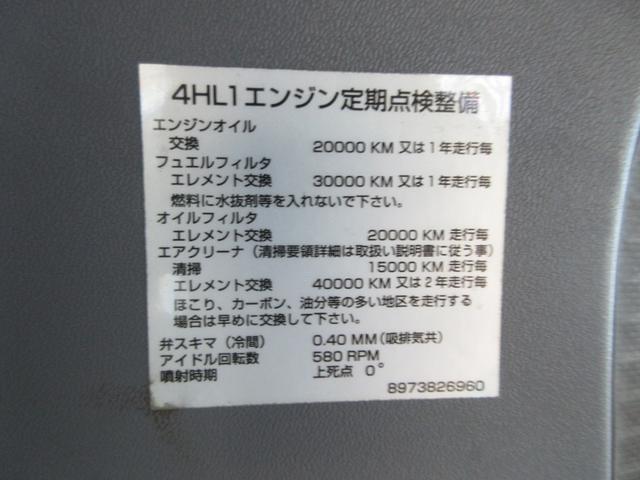 4HL1エンジン定期点検整備
エンジンオイル
交換 20000 KM 又は1年走行毎
フュエルフィルタ
エレメント交換 30000 KM 又は1年走行毎
燃料に水抜剤等を入れないで下さい。
オイルフィルタ
エレメント交換 20000 KM 走行毎
エアクリーナ (清掃要領詳細は取扱い説明書に従う事)
清掃 15000 KM 走行毎
エレメント交換 40000 KM 又は2年走行毎
ほこり、カーボン、油分等の多い地区を走行する
場合は早めに交換して下さい。
弁スキマ (冷間) 0.40 MM (吸排気共)
アイドル回転数 580 RPM
噴射時期 上死点 0°
8973826960